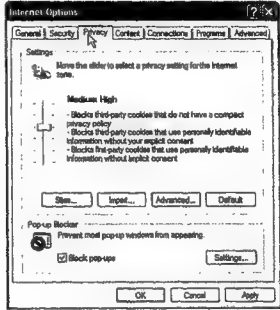 Internet Options
General Security Privacy Content Connections Programs Advanced
Settings
Move the slider to select a privacy setting for the Internet
zone.
Medium High
- Blocks third-party cookies that do not have a compact
privacy policy
- Blocks third-party cookies that use personally identifiable
information without your explicit consent
- Blocks first-party cookies that use personally identifiable
information without implicit consent
Sites... Import... Advanced... Default
Pop-up Blocker
Prevent most pop-up windows from appearing.
Block pop-ups Settings...
OK Cancel Apply